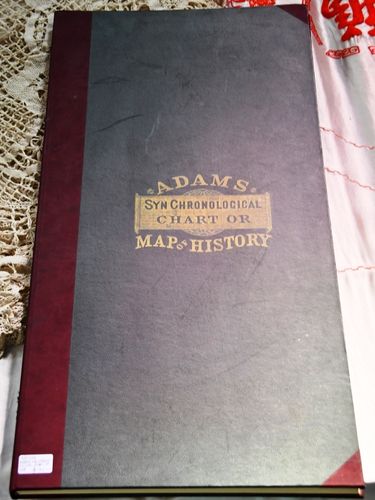 ADAMS
SYN CHRONOLOGICAL
CHART OR
MAP OF HISTORY